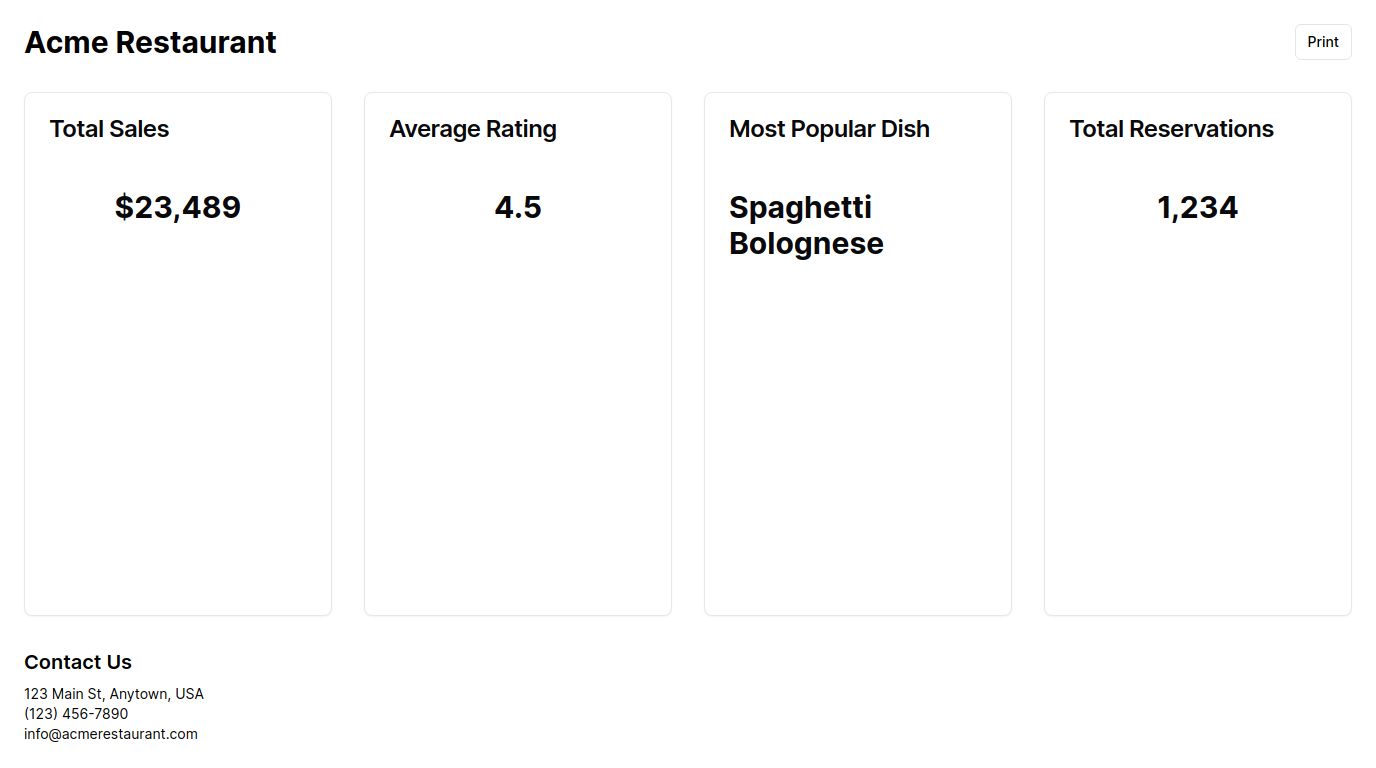 Acme Restaurant
Print
Total Sales
$23,489
Average Rating
4.5
Most Popular Dish
Spaghetti
Bolognese
Total Reservations
1,234
Contact Us
123 Main St, Anytown, USA
(123) 456-7890
info@acmerestaurant.com